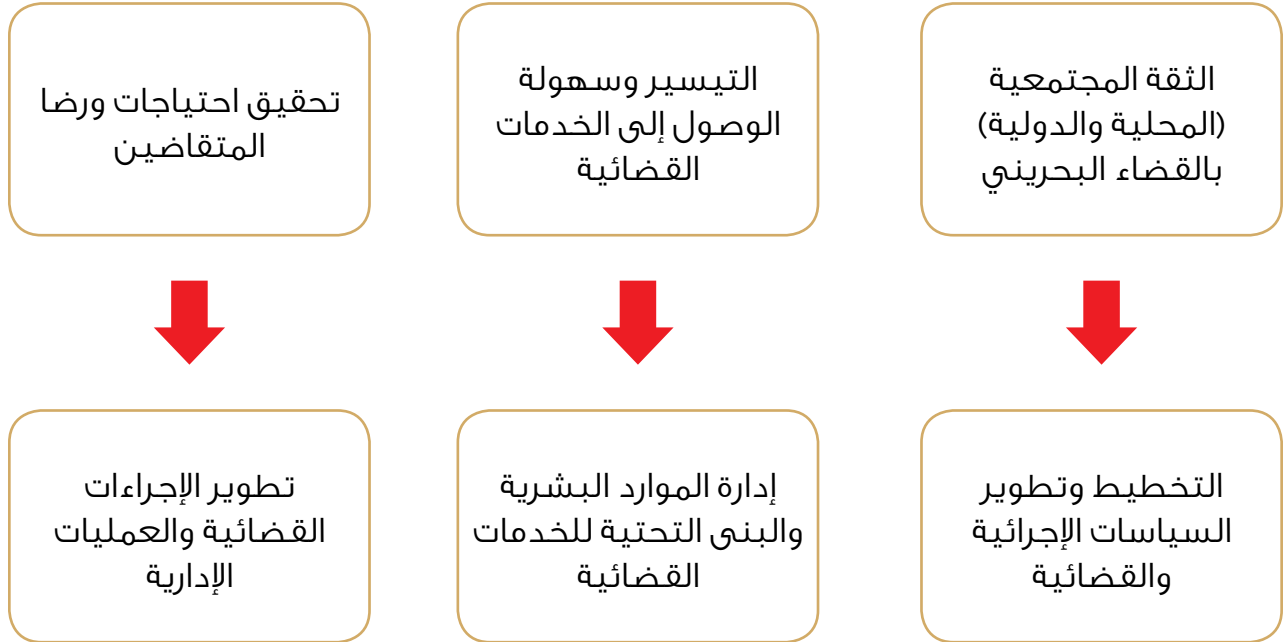 الثقة المجتمعية
(المحلية والدولية)
بالقضاء البحريني
التيسير وسهولة
الوصول إلى الخدمات
القضائية
تحقيق احتياجات ورضا
المتقاضين
التخطيط وتطوير
السياسات الإجرائية
والقضائية
إدارة الموارد البشرية
والبنى التحتية للخدمات
القضائية
تطوير الإجراءات
القضائية والعمليات
الإدارية